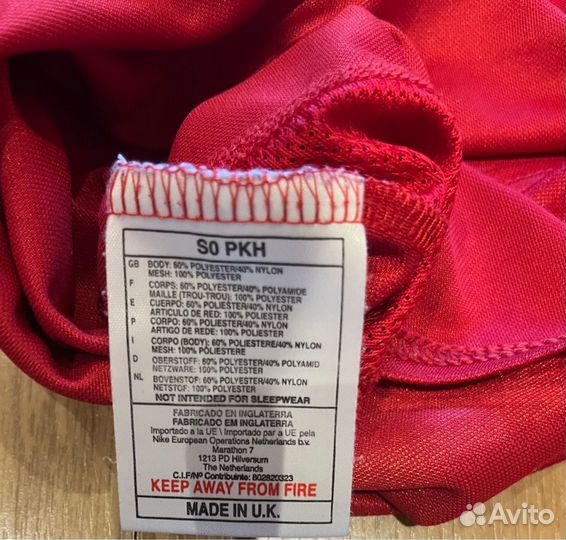 S0 PKH
GB BODY: 60% POLYESTER/40% NYLON
MESH: 100% POLYESTER
F CORPS: 60% POLYESTER/40% POLYAMIDE
MAILLE (TROU-TROU): 100% POLYESTER
E CUERPO: 60% POLIESTER/40% NYLON
ARTICULO DE RED: 100% POLIESTER
P CORPO: 60% POLIESTER/40% NYLON
ARTIGO DE REDE: 100% POLIESTER
I CORPO (BODY): 60% POLIESTERE/40% NYLON
MESH: 100% POLIESTERE
D OBERSTOFF: 60% POLYESTER/40% POLYAMID
NETZWARE: 100% POLYESTER
NL BOVENSTOF: 60% POLYESTER/40% NYLON
NETSTOF: 100% POLYESTER
NOT INTENDED FOR SLEEPWEAR
FABRICADO EN INGLATERRA
FABRICADO EM INGLATERRA
Importado a la UE \ Importado par a UE pela
Nike European Operations Netherlands b.v.
Marathon 7
1213 PD Hilversum
The Netherlands
C.I.F/Nº Contribuinte: 802820323
KEEP AWAY FROM FIRE
MADE IN U.K.
Avito